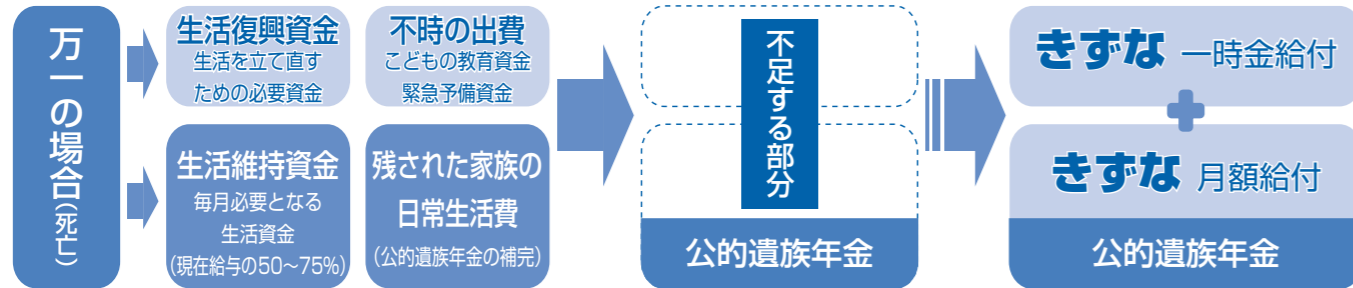 万一の場合(死亡)
生活復興資金
生活を立て直す
ための必要資金
不時の出費
こどもの教育資金
緊急予備資金
生活維持資金
毎月必要となる
生活資金
(現在給与の50〜75%)
残された家族の
日常生活費
(公的遺族年金の補完)
不足する部分
公的遺族年金
きずな 一時金給付
きずな 月額給付
公的遺族年金